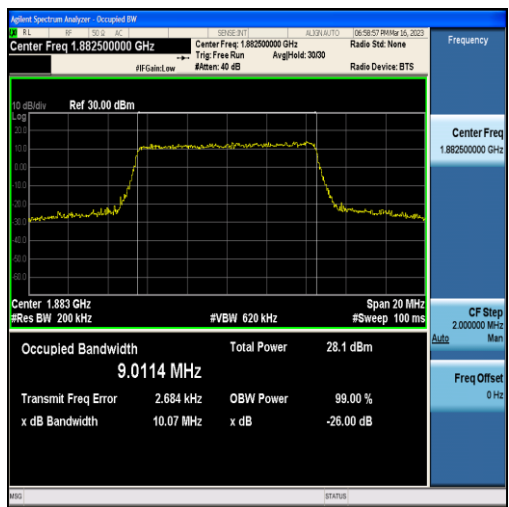 Agilent Spectrum Analyzer - Occupied BW
RL RF 50 Ω AC SENSE:INT ALIGN AUTO 06:58:57 PM Mar 16, 2023
Center Freq 1.882500000 GHz
Center Freq: 1.882500000 GHz
Radio Std: None
Trig: Free Run Avg|Hold: 30/30
#IFGain:Low
#Atten: 40 dB
Radio Device: BTS
Frequency
10 dB/div Ref 30.00 dBm
Log
20.0
10.0
0.00
-10.0
-20.0
-30.0
-40.0
-50.0
-60.0
Center Freq
1.882500000 GHz
Center 1.883 GHz
Span 20 MHz
#Res BW 200 kHz
#VBW 620 kHz
#Sweep 100 ms
CF Step
2.000000 MHz
Auto Man
Occupied Bandwidth
Total Power 28.1 dBm
9.0114 MHz
Transmit Freq Error 2.684 kHz
OBW Power 99.00 %
x dB Bandwidth 10.07 MHz
x dB -26.00 dB
Freq Offset
0 Hz
MSG
STATUS